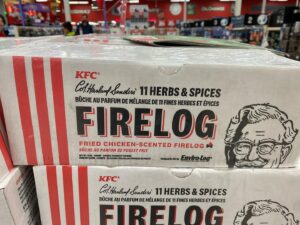 KFC
Col. Harland Sanders' 11 HERBS & SPICES
BÛCHE AU PARFUM DE MÉLANGE DE 11 FINES HERBES ET ÉPICES
FIRELOG
FRIED CHICKEN-SCENTED FIRELOG
BÛCHE AU PARFUM DE POULET FRIT
Enviro-Log
KFC
Col. Harland Sanders' 11 HERBS & SPICES
BÛCHE AU PARFUM DE MÉLANGE DE 11 FINES HERBES ET ÉPICES
FIRELOG